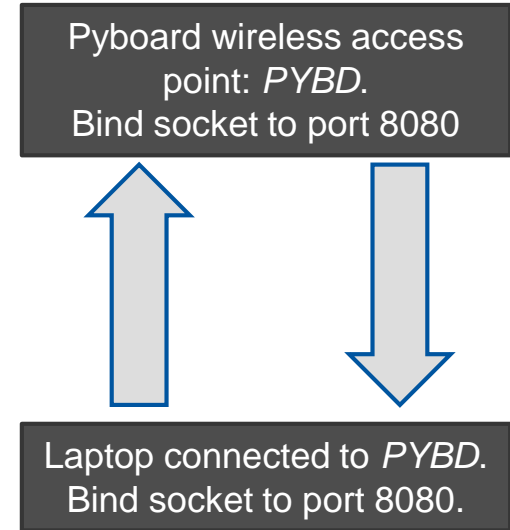 Pyboard wireless access
point: PYBD.
Bind socket to port 8080
Laptop connected to PYBD.
Bind socket to port 8080.